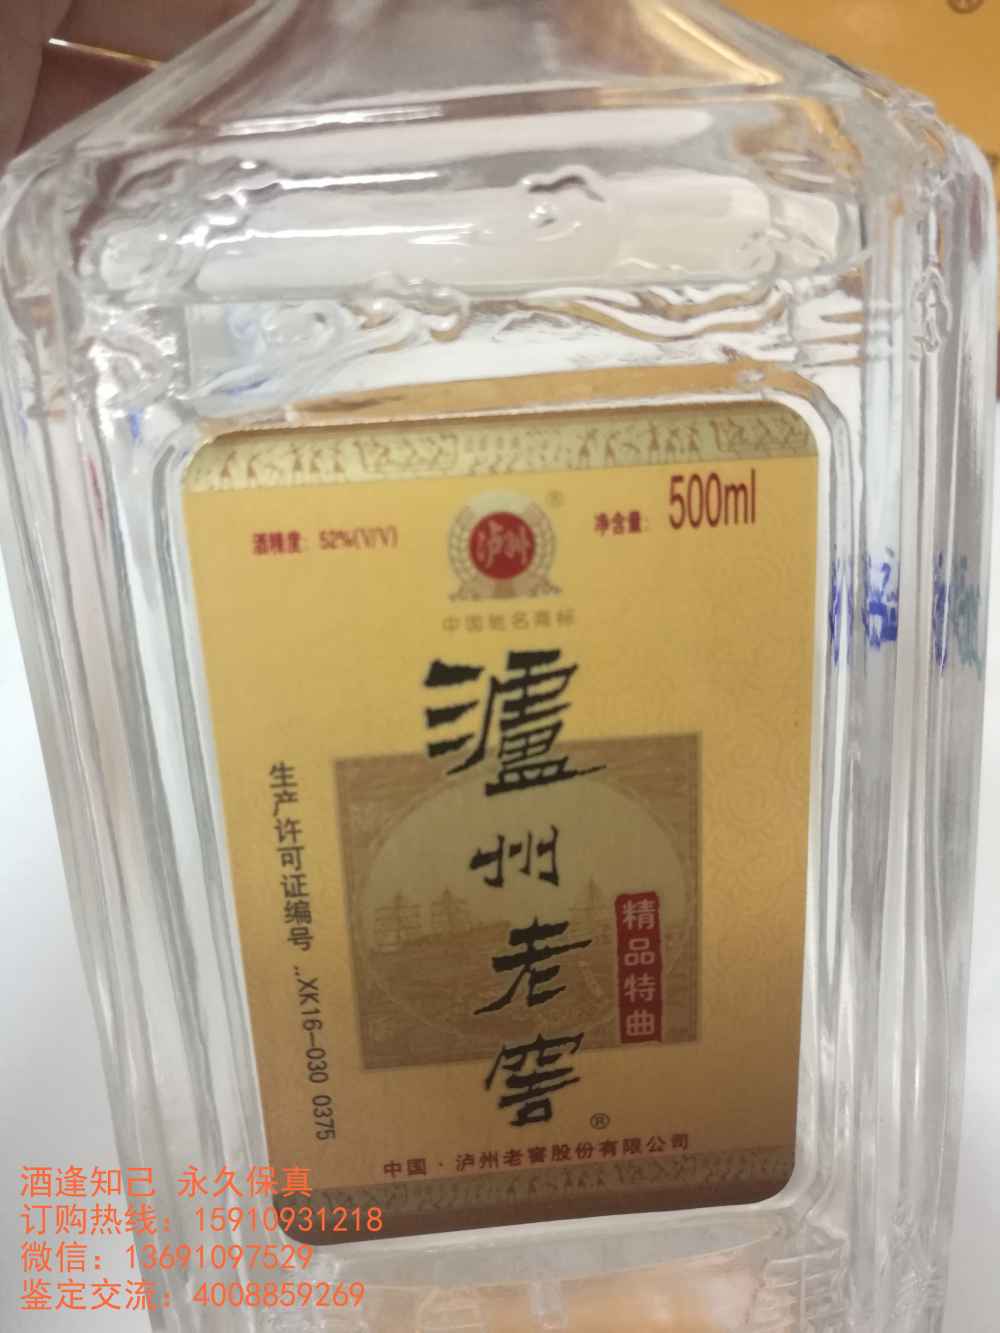 酒精度：52%(V/V)
净含量：500ml
泸州
®
中国驰名商标
瀘州老窖
®
精品特曲
生产许可证编号 ...XK16-030 0375
中国·泸州老窖股份有限公司
酒逢知己 永久保真
订购热线：15910931218
微信：13691097529
鉴定交流：4008859269